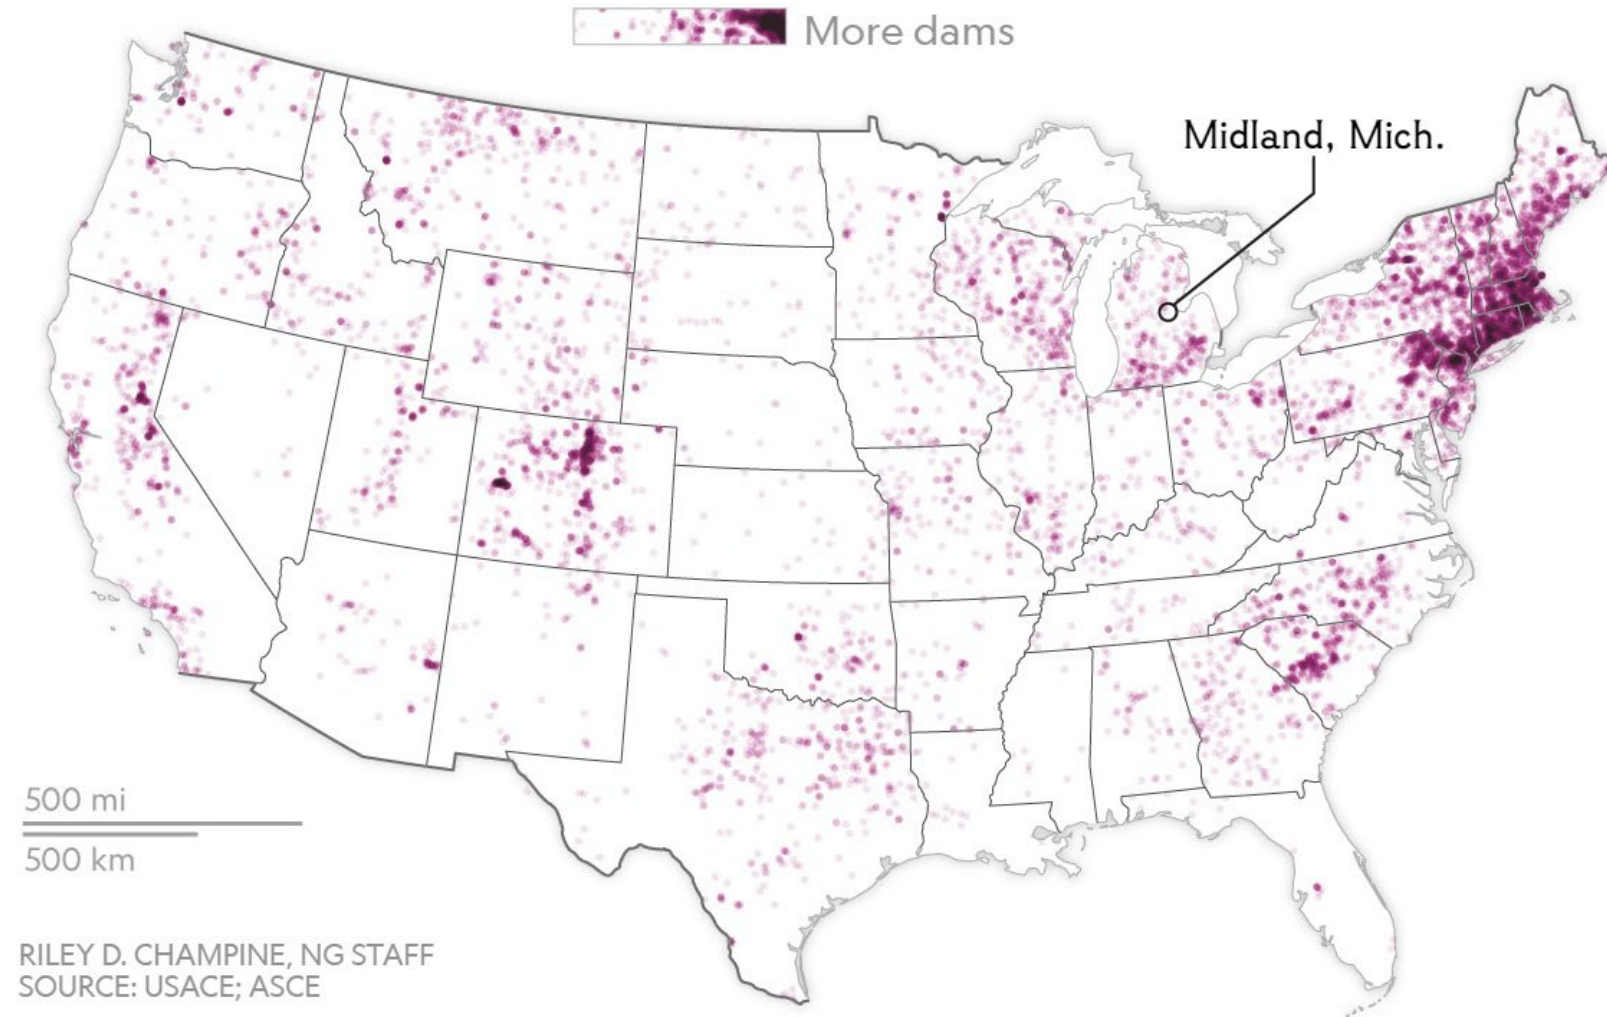 More dams
Midland, Mich.
500 mi
500 km
RILEY D. CHAMPINE, NG STAFF
SOURCE: USACE; ASCE